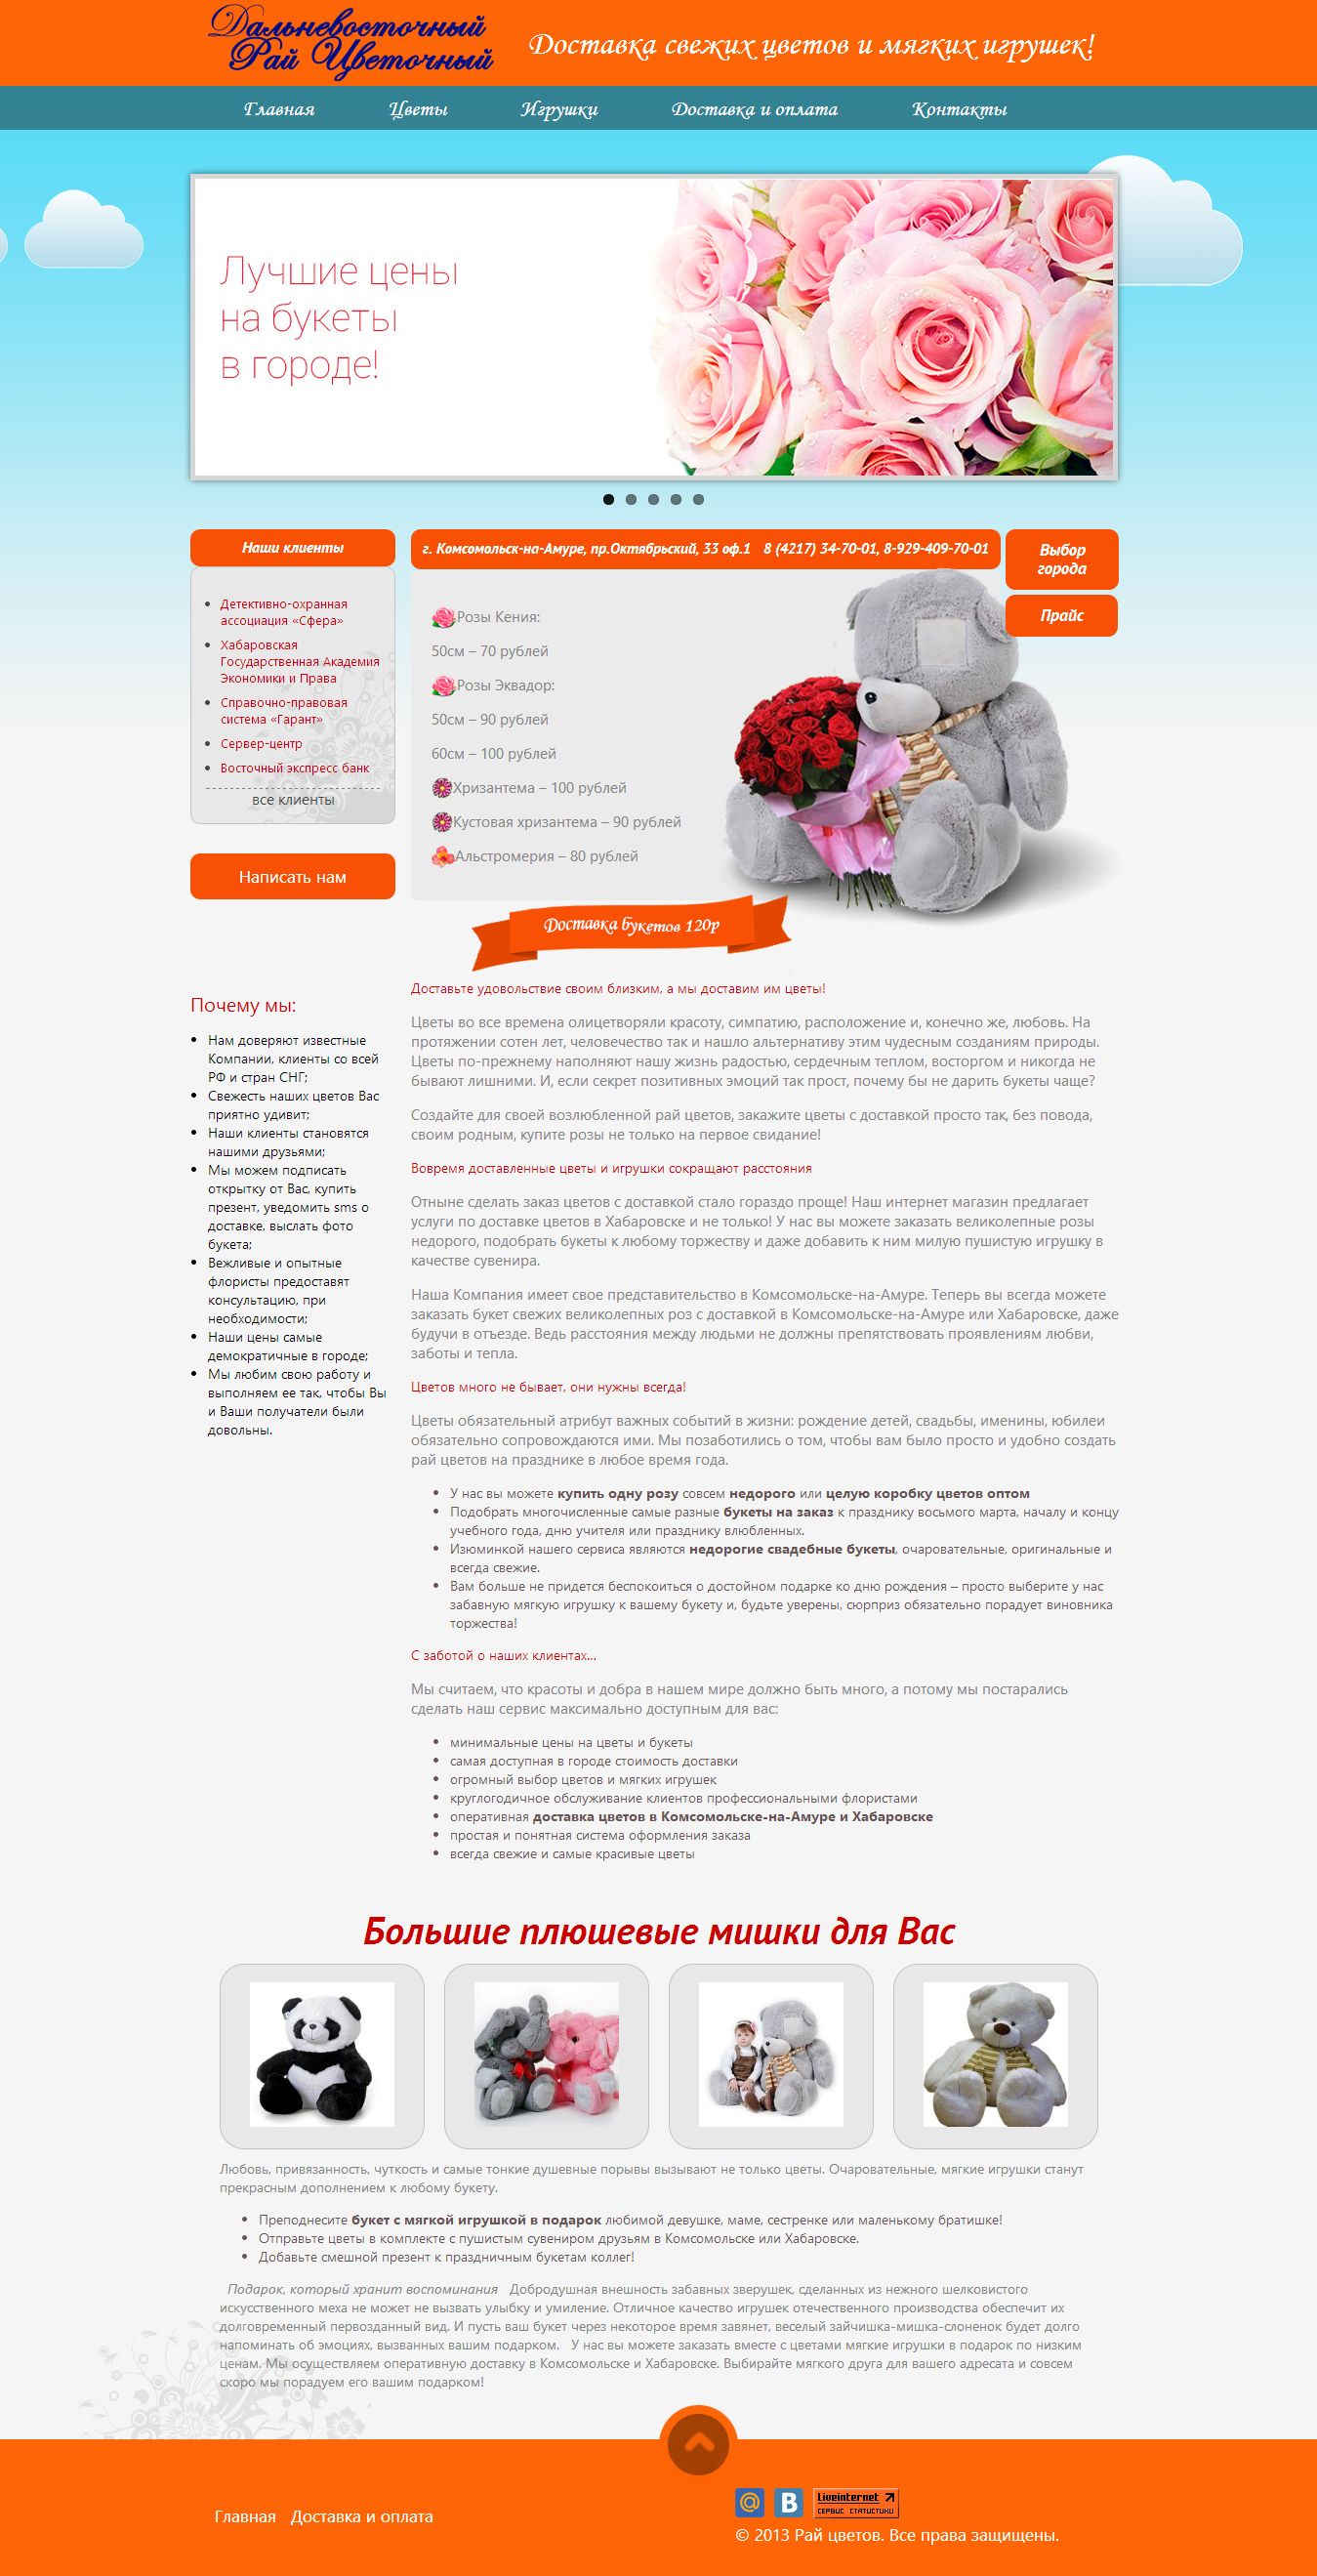 Дальневосточный
Рай Цветочный
Доставка свежих цветов и мягких игрушек!
Главная Цветы Игрушки Доставка и оплата Контакты
Лучшие цены
на букеты
в городе!
Наши клиенты
Детективно-охранная
ассоциация «Сфера»
Хабаровская
Государственная Академия
Экономики и Права
Справочно-правовая
система «Гарант»
Сервер-центр
Восточный экспресс банк
все клиенты
Написать нам
г. Комсомольск-на-Амуре, пр.Октябрьский, 33 оф.1 8 (4217) 34-70-01, 8-929-409-70-01
Выбор
города
Прайс
Розы Кения:
50см – 70 рублей
Розы Эквадор:
50см – 90 рублей
60см – 100 рублей
Хризантема – 100 рублей
Кустовая хризантема – 90 рублей
Альстромерия – 80 рублей
Доставка букетов 120р
Почему мы:
Нам доверяют известные
Компании, клиенты со всей
РФ и стран СНГ;
Свежесть наших цветов Вас
приятно удивит;
Наши клиенты становятся
нашими друзьями;
Мы можем подписать
открытку от Вас, купить
презент, уведомить sms о
доставке, выслать фото
букета;
Вежливые и опытные
флористы предоставят
консультацию, при
необходимости;
Наши цены самые
демократичные в городе;
Мы любим свою работу и
выполняем ее так, чтобы Вы
и Ваши получатели были
довольны.
Доставьте удовольствие своим близким, а мы доставим им цветы!
Цветы во все времена олицетворяли красоту, симпатию, расположение и, конечно же, любовь. На
протяжении сотен лет, человечество так и нашло альтернативу этим чудесным созданиям природы.
Цветы по-прежнему наполняют нашу жизнь радостью, сердечным теплом, восторгом и никогда не
бывают лишними. И, если секрет позитивных эмоций так прост, почему бы не дарить букеты чаще?
Создайте для своей возлюбленной рай цветов, закажите цветы с доставкой просто так, без повода,
своим родным, купите розы не только на первое свидание!
Вовремя доставленные цветы и игрушки сокращают расстояния
Отныне сделать заказ цветов с доставкой стало гораздо проще! Наш интернет магазин предлагает
услуги по доставке цветов в Хабаровске и не только! У нас вы можете заказать великолепные розы
недорого, подобрать букеты к любому торжеству и даже добавить к ним милую пушистую игрушку в
качестве сувенира.
Наша Компания имеет свое представительство в Комсомольске-на-Амуре. Теперь вы всегда можете
заказать букет свежих великолепных роз с доставкой в Комсомольске-на-Амуре или Хабаровске, даже
будучи в отъезде. Ведь расстояния между людьми не должны препятствовать проявлениям любви,
заботы и тепла.
Цветов много не бывает, они нужны всегда!
Цветы обязательный атрибут важных событий в жизни: рождение детей, свадьбы, именины, юбилеи
обязательно сопровождаются ими. Мы позаботились о том, чтобы вам было просто и удобно создать
рай цветов на празднике в любое время года.
У нас вы можете купить одну розу совсем недорого или целую коробку цветов оптом
Подобрать многочисленные самые разные букеты на заказ к празднику восьмого марта, началу и концу
учебного года, дню учителя или празднику влюбленных.
Изюминкой нашего сервиса являются недорогие свадебные букеты, очаровательные, оригинальные и
всегда свежие.
Вам больше не придется беспокоиться о достойном подарке ко дню рождения – просто выберите у нас
забавную мягкую игрушку к вашему букету и, будьте уверены, сюрприз обязательно порадует виновника
торжества!
С заботой о наших клиентах...
Мы считаем, что красоты и добра в нашем мире должно быть много, а потому мы постарались
сделать наш сервис максимально доступным для вас:
минимальные цены на цветы и букеты
самая доступная в городе стоимость доставки
огромный выбор цветов и мягких игрушек
круглогодичное обслуживание клиентов профессиональными флористами
оперативная доставка цветов в Комсомольске-на-Амуре и Хабаровске
простая и понятная система оформления заказа
всегда свежие и самые красивые цветы
Большие плюшевые мишки для Вас
Любовь, привязанность, чуткость и самые тонкие душевные порывы вызывают не только цветы. Очаровательные, мягкие игрушки станут
прекрасным дополнением к любому букету.
Преподнесите букет с мягкой игрушкой в подарок любимой девушке, маме, сестренке или маленькому братишке!
Отправьте цветы в комплекте с пушистым сувениром друзьям в Комсомольске или Хабаровске.
Добавьте смешной презент к праздничным букетам коллег!
Подарок, который хранит воспоминания Добродушная внешность забавных зверушек, сделанных из нежного шелковистого
искусственного меха не может не вызвать улыбку и умиление. Отличное качество игрушек отечественного производства обеспечит их
долговременный первозданный вид. И пусть ваш букет через некоторое время завянет, веселый зайчишка-мишка-слоненок будет долго
напоминать об эмоциях, вызванных вашим подарком. У нас вы можете заказать вместе с цветами мягкие игрушки в подарок по низким
ценам. Мы осуществляем оперативную доставку в Комсомольске и Хабаровске. Выбирайте мягкого друга для вашего адресата и совсем
скоро мы порадуем его вашим подарком!
Главная Доставка и оплата
@ В Liveinternet
сервис статистики
© 2013 Рай цветов. Все права защищены.